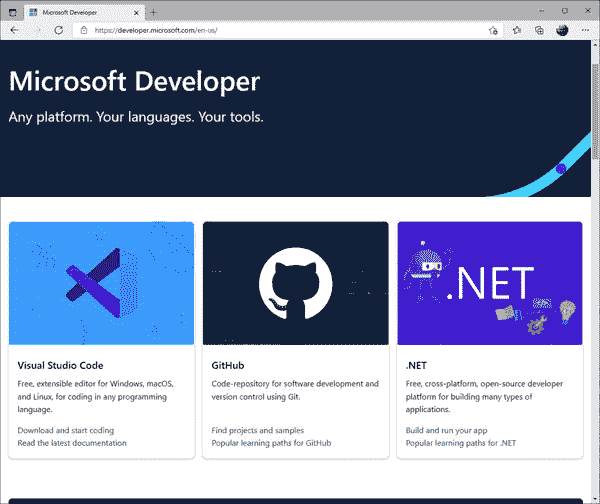 Microsoft Developer
https://developer.microsoft.com/en-us/
Microsoft Developer
Any platform. Your languages. Your tools.
.NET
Visual Studio Code
Free, extensible editor for Windows, macOS,
and Linux, for coding in any programming
language.
Download and start coding
Read the latest documentation
GitHub
Code-repository for software development and
version control using Git.
Find projects and samples
Popular learning paths for GitHub
.NET
Free, cross-platform, open-source developer
platform for building many types of
applications.
Build and run your app
Popular learning paths for .NET